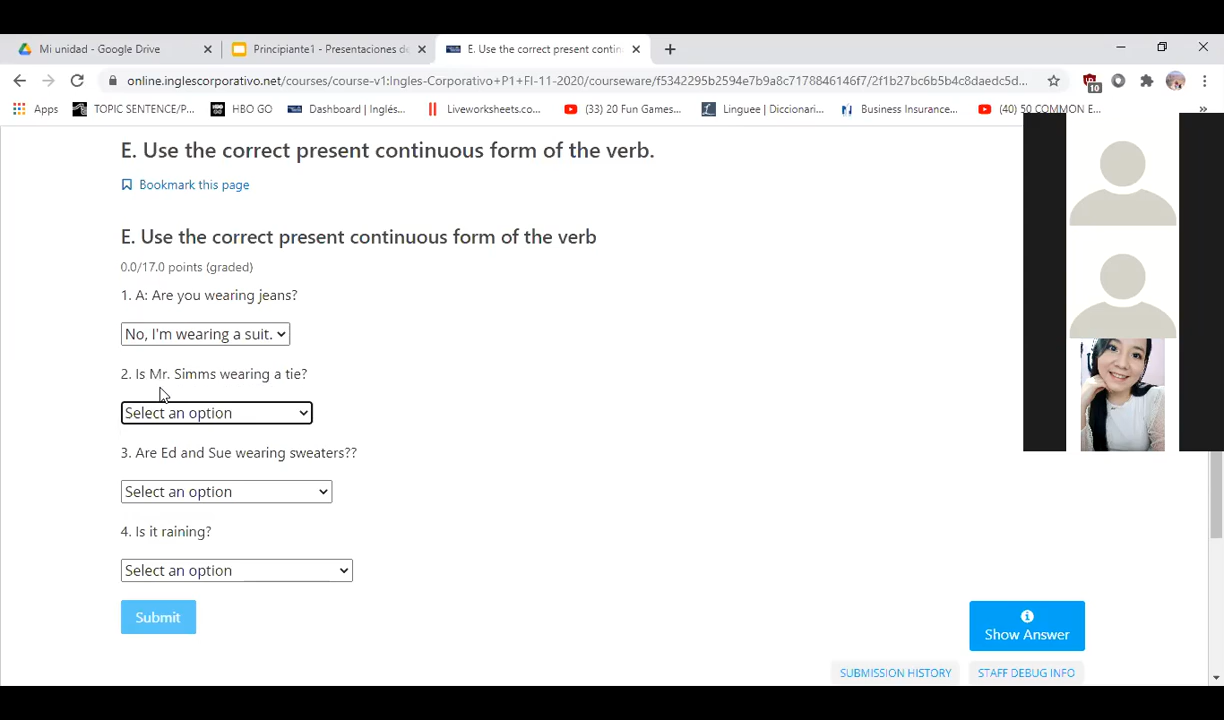 Mi unidad - Google Drive
Principiante1 - Presentaciones de
E. Use the correct present contin
online.inglescorporativo.net/courses/course-v1:Ingles-Corporativo+P1+FI-11-2020/courseware/f5342295b2594e7b9a8c7178846146f7/2f1b27bc6b5b4c8daedc5d...
10
Apps
TOPIC SENTENCE/P...
HBO GO
Dashboard | Inglés...
Liveworksheets.co...
(33) 20 Fun Games...
Linguee | Diccionari...
Business Insurance...
(40) 50 COMMON E...
»
E. Use the correct present continuous form of the verb.
Bookmark this page
E. Use the correct present continuous form of the verb
0.0/17.0 points (graded)
1. A: Are you wearing jeans?
No, I'm wearing a suit.
2. Is Mr. Simms wearing a tie?
Select an option
3. Are Ed and Sue wearing sweaters??
Select an option
4. Is it raining?
Select an option
Submit
Show Answer
SUBMISSION HISTORY
STAFF DEBUG INFO